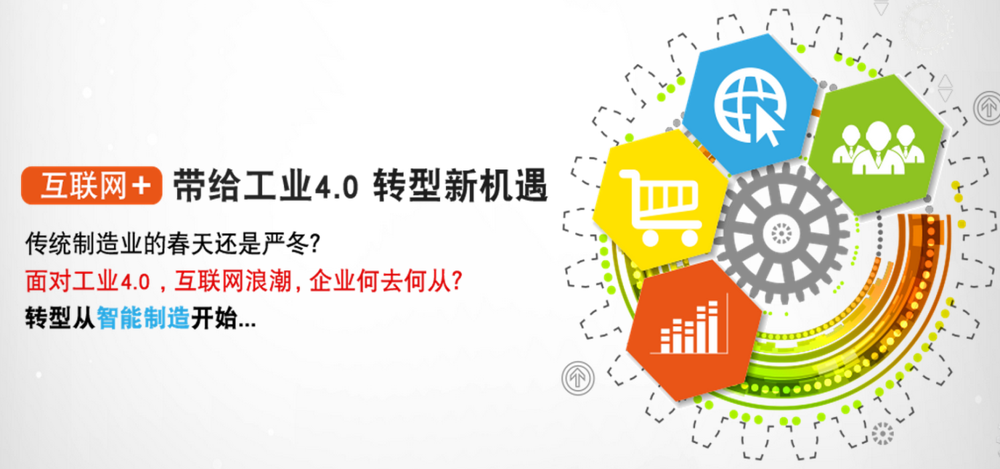 互联网+ 带给工业4.0 转型新机遇
传统制造业的春天还是严冬?
面对工业4.0，互联网浪潮，企业何去何从?
转型从智能制造开始...